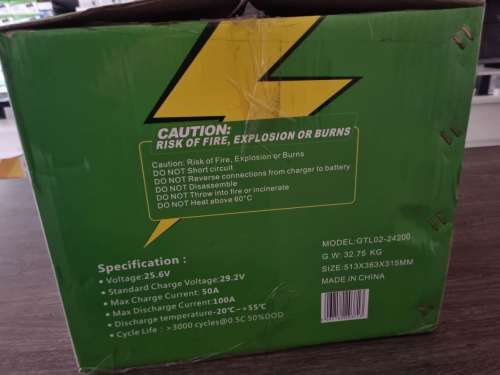 CAUTION:
RISK OF FIRE, EXPLOSION OR BURNS
Caution: Risk of Fire, Explosion or Burns
DO NOT Short circuit
DO NOT Reverse connections from charger to battery
DO NOT Disassemble
DO NOT Throw into fire or incinerate
DO NOT Heat above 60°C
Specification :
• Voltage:25.6V
• Standard Charge Voltage:29.2V
• Max Charge Current: 50A
• Max Discharge Current:100A
• Discharge temperature-20℃~+55℃
• Cycle Life : >3000 cycles@0.5C 50%DOD
MODEL:GTL02-24200
G.W: 32.75 KG
SIZE:513X363X315MM
MADE IN CHINA